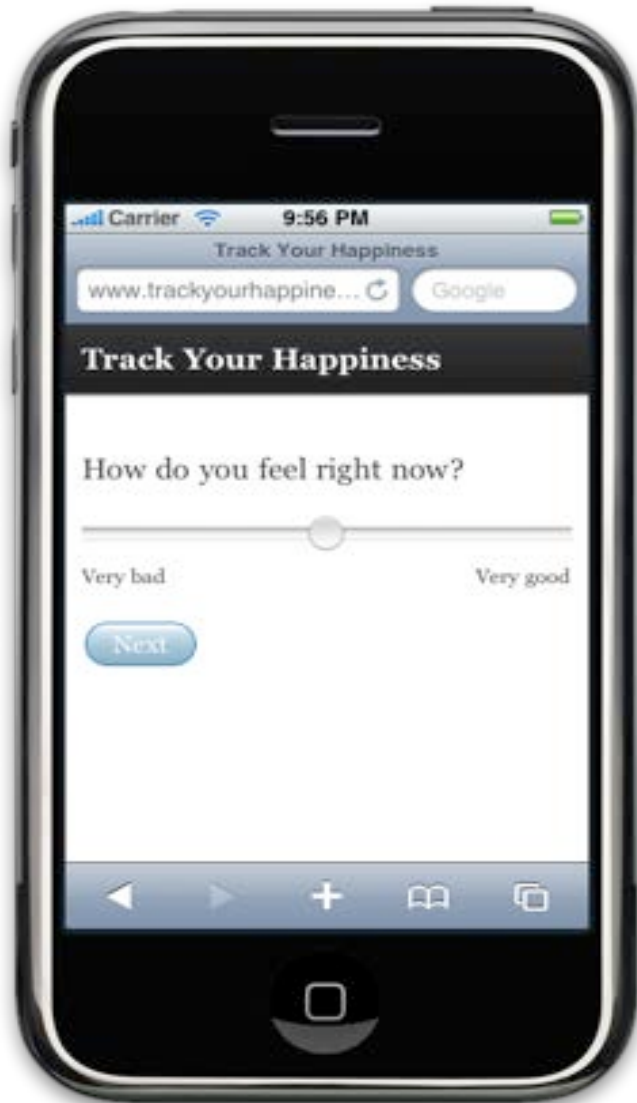 Carrier 9:56 PM
Track Your Happiness
www.trackyourhappine... Google
Track Your Happiness
How do you feel right now?
Very bad Very good
Next